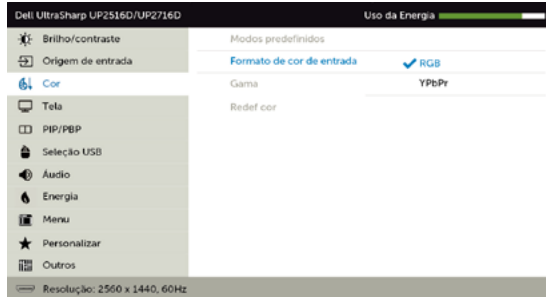 Dell UltraSharp UP2516D/UP2716D Uso da Energia
Brilho/contraste Modos predefinidos
Origem de entrada Formato de cor de entrada RGB
Cor Gama YPbPr
Tela Redef cor
PIP/PBP
Seleção USB
Áudio
Energia
Menu
Personalizar
Outros
Resolução: 2560 x 1440, 60Hz